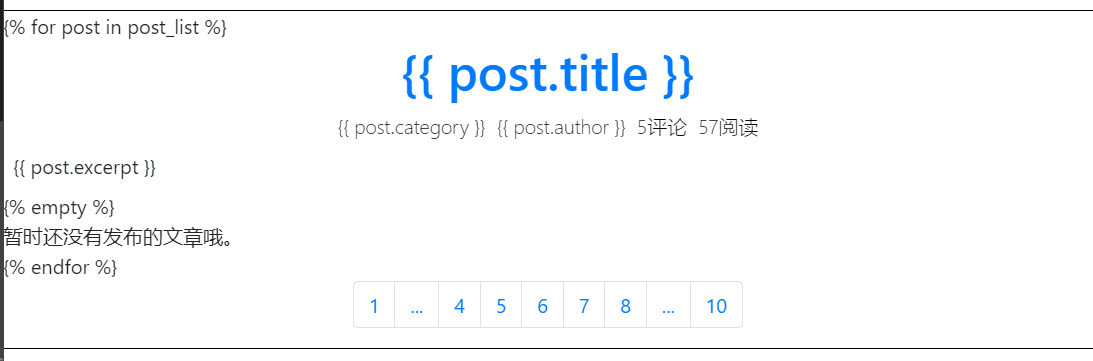 {% for post in post_list %}
{{ post.title }}
{{ post.category }} {{ post.author }} 5评论 57阅读
{{ post.excerpt }}
{% empty %}
暂时还没有发布的文章哦。
{% endfor %}
1 ... 4 5 6 7 8 ... 10